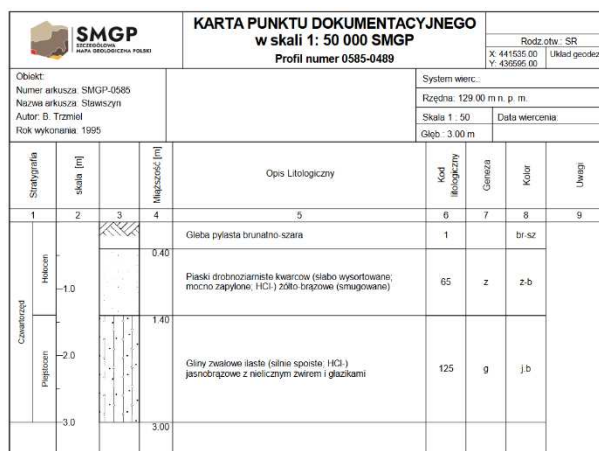 SMGP
SZCZEGÓŁOWA
MAPA GEOLOGICZNA POLSKI
KARTA PUNKTU DOKUMENTACYJNEGO
w skali 1: 50 000 SMGP
Profil numer 0585-0489
Rodz.otw.: SR
X: 441535.00
Y: 436595.00
Układ geodez
Obiekt:
Numer arkusza: SMGP-0585
Nazwa arkusza: Stawiszyn
Autor: B. Trzmiel
Rok wykonania: 1995
System wierc.:
Rzędna: 129.00 m n. p. m.
Skala 1 : 50
Data wiercenia:
Głęb.: 3.00 m
Stratygrafia
skala [m]
Miąższość [m]
Opis Litologiczny
Kod litologiczny
Geneza
Kolor
Uwagi
1 2 3 4 5 6 7 8 9
Gleba pylasta brunatno-szara 1 br-sz
0.40
Czwartorzęd
Holocen
1.0
Piaski drobnoziarniste kwarcow (słabo wysortowane;
mocno zapylone; HCl-) żółto-brązowe (smugowane)
65 z z-b
1.40
Plejstocen
2.0
Gliny zwałowe ilaste (silnie spoiste; HCl-)
jasnobrązowe z nielicznym żwirem i głazikami
125 g j.b
3.0
3.00